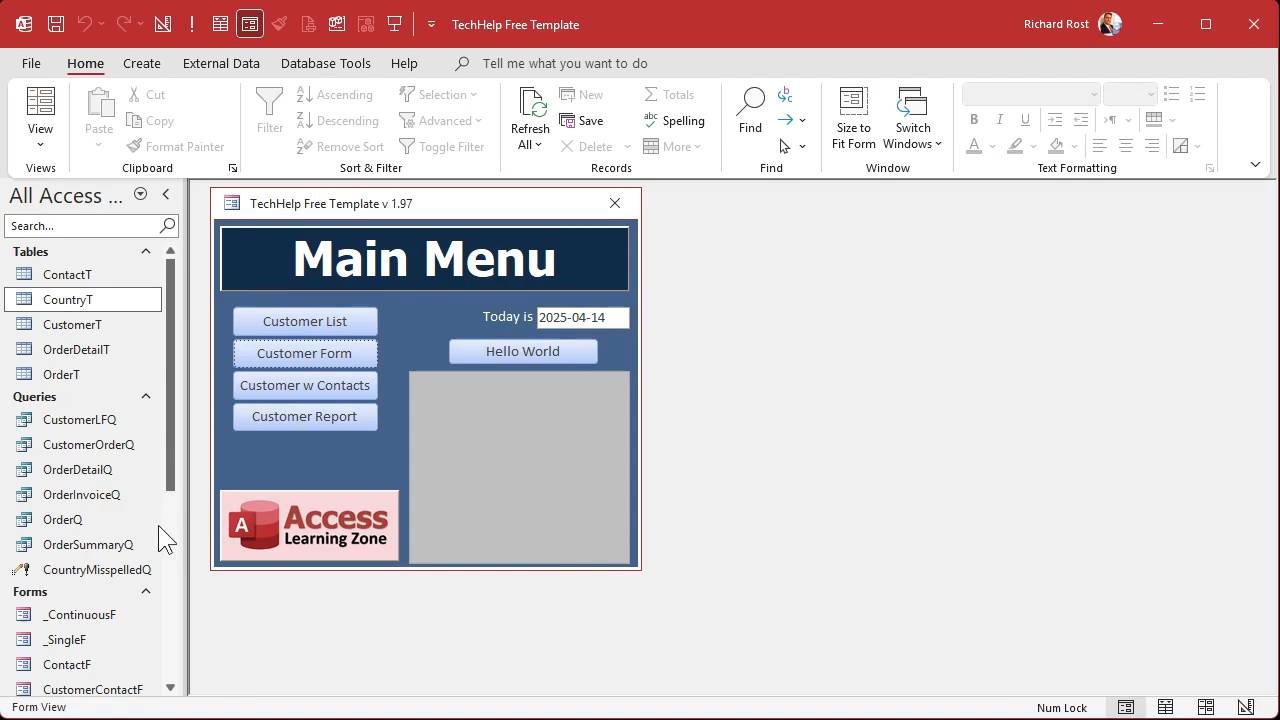 TechHelp Free Template
Richard Rost
File
Home
Create
External Data
Database Tools
Help
Tell me what you want to do
View
Views
Paste
Cut
Copy
Format Painter
Clipboard
Filter
Ascending
Descending
Remove Sort
Selection
Advanced
Toggle Filter
Sort & Filter
Refresh
All
New
Save
Delete
Totals
Spelling
More
Records
Find
Find
Size to
Fit Form
Switch
Windows
Window
B I U
A
Text Formatting
All Access ...
Search...
Tables
ContactT
CountryT
CustomerT
OrderDetailT
OrderT
Queries
CustomerLFQ
CustomerOrderQ
OrderDetailQ
OrderInvoiceQ
OrderQ
OrderSummaryQ
CountryMisspelledQ
Forms
_ContinuousF
_SingleF
ContactF
CustomerContactF
TechHelp Free Template v 1.97
Main Menu
Customer List
Customer Form
Customer w Contacts
Customer Report
Today is 2025-04-14
Hello World
A Access
Learning Zone
Form View
Num Lock